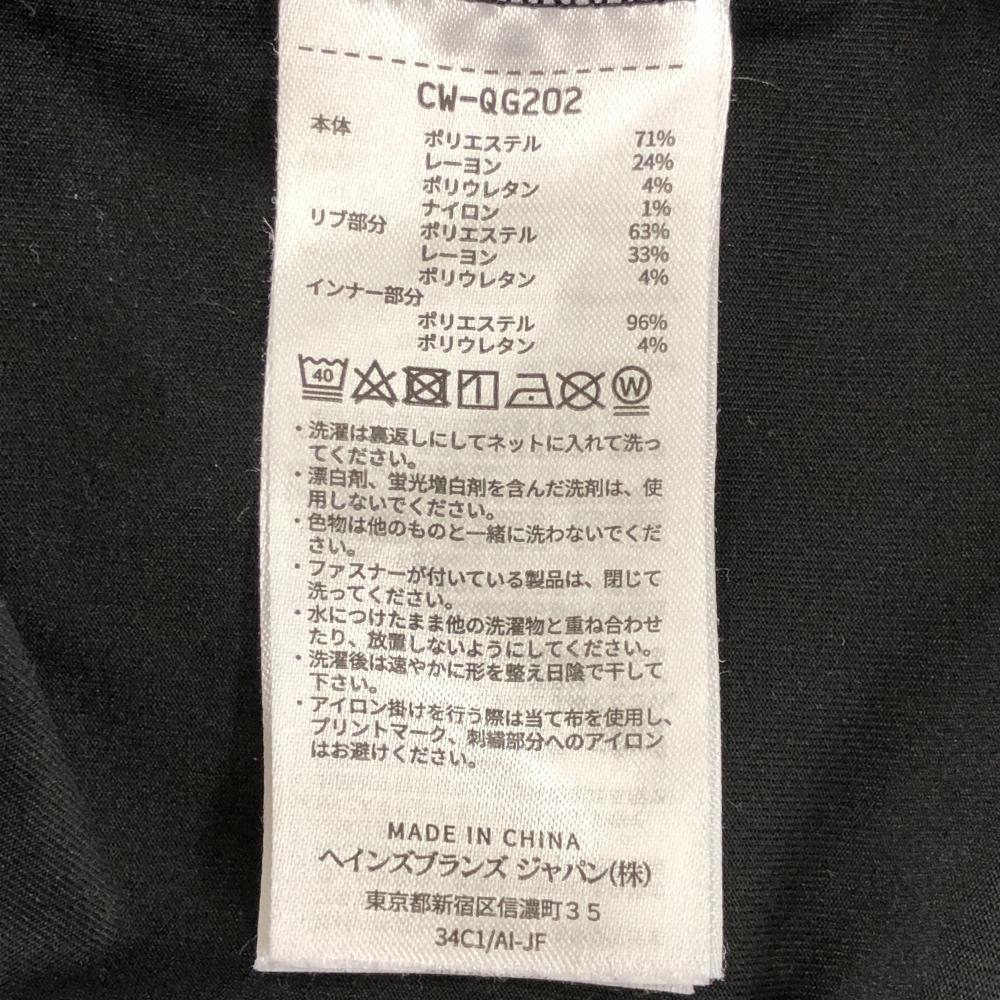 CW-QG202
本体
ポリエステル 71%
レーヨン 24%
ポリウレタン 4%
ナイロン 1%
リブ部分
ポリエステル 63%
レーヨン 33%
ポリウレタン 4%
インナー部分
ポリエステル 96%
ポリウレタン 4%
40
W
・洗濯は裏返しにしてネットに入れて洗っ
てください。
・漂白剤、蛍光増白剤を含んだ洗剤は、使
用しないでください。
・色物は他のものと一緒に洗わないでくだ
さい。
・ファスナーが付いている製品は、閉じて
洗ってください。
・水につけたまま他の洗濯物と重ね合わせ
たり、放置しないようにしてください。
・洗濯後は速やかに形を整え日陰で干して
下さい。
・アイロン掛けを行う際は当て布を使用し、
プリントマーク、刺繍部分へのアイロン
はお避けください。
MADE IN CHINA
ヘインズブランズ ジャパン(株)
東京都新宿区信濃町35
34C1/AI-JF